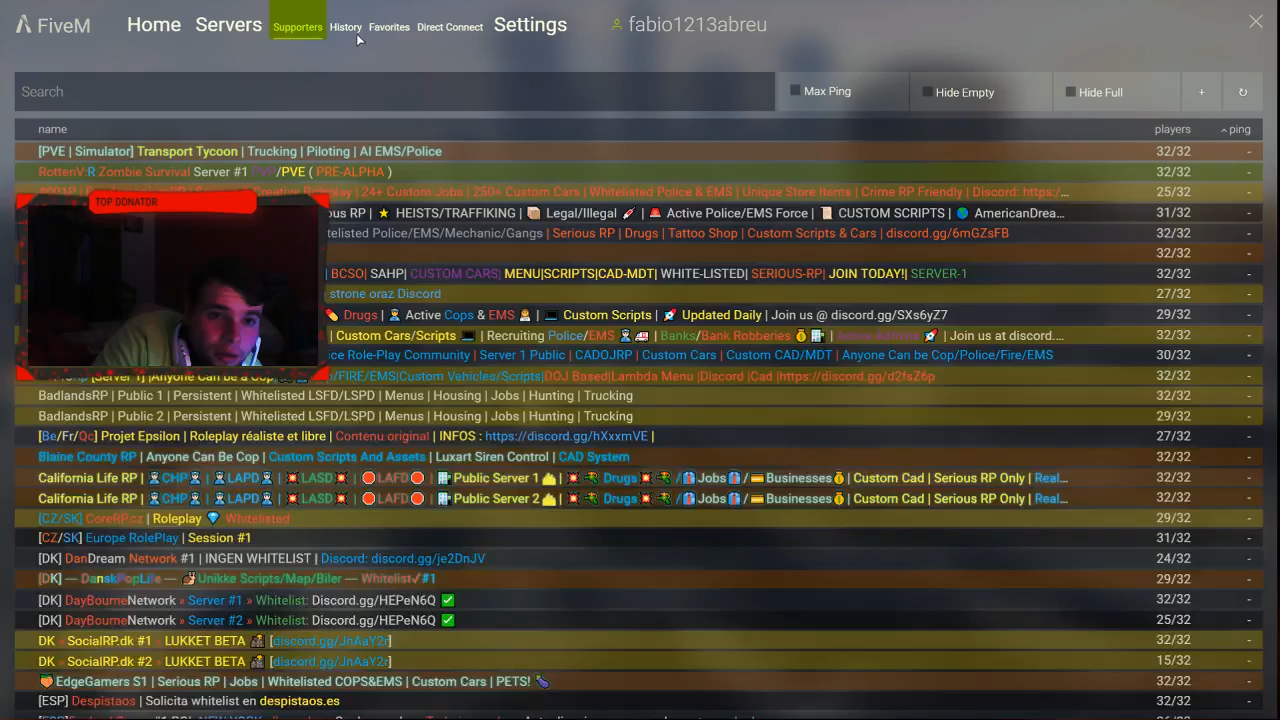 FiveM Home Servers Supporters History Favorites Direct Connect Settings fabio1213abreu
Search Max Ping Hide Empty Hide Full + ↻
name players ^ ping
[PVE | Simulator] Transport Tycoon | Trucking | Piloting | AI EMS/Police 32/32 -
RottenV:R Zombie Survival Server #1 PVP/PVE ( PRE-ALPHA ) 32/32 -
Creative Roleplay | 24+ Custom Jobs | 250+ Custom Cars | Whitelisted Police & EMS | Unique Store Items | Crime RP Friendly | Discord: https:/... 25/32 -
TOP DONATOR
ous RP | ⭐ HEISTS/TRAFFICKING | 📦 Legal/Illegal 🚀 | 🚨 Active Police/EMS Force | 📜 CUSTOM SCRIPTS | 🌎 AmericanDrea... 31/32 -
telisted Police/EMS/Mechanic/Gangs | Serious RP | Drugs | Tattoo Shop | Custom Scripts & Cars | discord.gg/6mGZsFB 32/32 -
32/32 -
| BCSO| SAHP| CUSTOM CARS| MENU|SCRIPTS|CAD-MDT| WHITE-LISTED| SERIOUS-RP| JOIN TODAY!| SERVER-1 32/32 -
strone oraz Discord 27/32 -
💊 Drugs | 👮 Active Cops & EMS 👩‍⚕️ | 💻 Custom Scripts | 🚀 Updated Daily | Join us @ discord.gg/SXs6yZ7 29/32 -
| Custom Cars/Scripts 💻 | Recruiting Police/EMS 👮🚑 | Banks/Bank Robberies 💰🏦 | Active Admins 🚀 | Join us at discord.... 32/32 -
ice Role-Play Community | Server 1 Public | CADOJRP | Custom Cars | Custom CAD/MDT | Anyone Can be Cop/Police/Fire/EMS 30/32 -
[Server 1] |Anyone Can be a Cop p/FIRE/EMS|Custom Vehicles/Scripts|DOJ Based|Lambda Menu |Discord |Cad |https://discord.gg/d2fsZ6p 32/32 -
BadlandsRP | Public 1 | Persistent | Whitelisted LSFD/LSPD | Menus | Housing | Jobs | Hunting | Trucking 32/32 -
BadlandsRP | Public 2 | Persistent | Whitelisted LSFD/LSPD | Menus | Housing | Jobs | Hunting | Trucking 29/32 -
[Be/Fr/Qc] Projet Epsilon | Roleplay réaliste et libre | Contenu original | INFOS : https://discord.gg/hXxxmVE | 27/32 -
Blaine County RP | Anyone Can Be Cop | Custom Scripts And Assets | Luxart Siren Control | CAD System 32/32 -
California Life RP | 👮CHP👮 | 👮LAPD👮 | 💥LASD💥 | 🛑LAFD🛑 | 🏦Public Server 1 | 💥 🔫 Drugs💥 🔫 /👔Jobs👔 / 💳Businesses💰 | Custom Cad | Serious RP Only | Real... 32/32 -
California Life RP | 👮CHP👮 | 👮LAPD👮 | 💥LASD💥 | 🛑LAFD🛑 | 🏦Public Server 2 | 💥 🔫 Drugs💥 🔫 /👔Jobs👔 / 💳Businesses💰 | Custom Cad | Serious RP Only | Real... 32/32 -
[CZ/SK] CoreRP.cz | Roleplay 💎 Whitelisted 29/32 -
[CZ/SK] Europe RolePlay | Session #1 31/32 -
[DK] DanDream Network #1 | INGEN WHITELIST | Discord: discord.gg/je2DnJV 24/32 -
[DK] — DanskPopLife — 🐌Unikke Scripts/Map/Biler — Whitelist✓#1 29/32 -
[DK] DayBourneNetwork » Server #1 » Whitelist: Discord.gg/HEPeN6Q ✅ 32/32 -
[DK] DayBourneNetwork » Server #2 » Whitelist: Discord.gg/HEPeN6Q ✅ 25/32 -
DK » SocialRP.dk #1 » LUKKET BETA [discord.gg/JnAaY2r] 32/32 -
DK » SocialRP.dk #2 » LUKKET BETA [discord.gg/JnAaY2r] 15/32 -
🍑EdgeGamers S1 | Serious RP | Jobs | Whitelisted COPS&EMS | Custom Cars | PETS! 🍆 32/32 -
[ESP] Despistaos | Solicita whitelist en despistaos.es 32/32 -